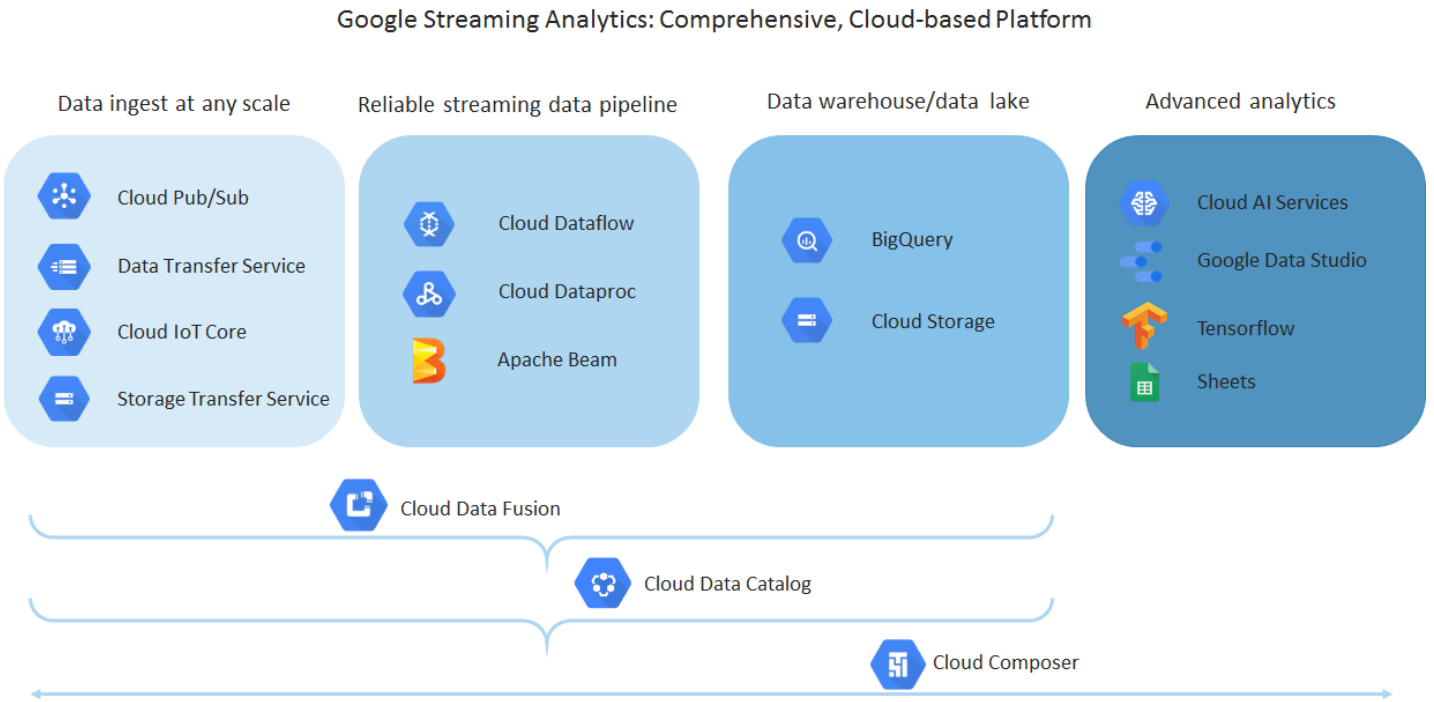 Google Streaming Analytics: Comprehensive, Cloud-based Platform
Data ingest at any scale
Cloud Pub/Sub
Data Transfer Service
Cloud IoT Core
Storage Transfer Service
Reliable streaming data pipeline
Cloud Dataflow
Cloud Dataproc
Apache Beam
Data warehouse/data lake
BigQuery
Cloud Storage
Advanced analytics
Cloud AI Services
Google Data Studio
Tensorflow
Sheets
Cloud Data Fusion
Cloud Data Catalog
Cloud Composer